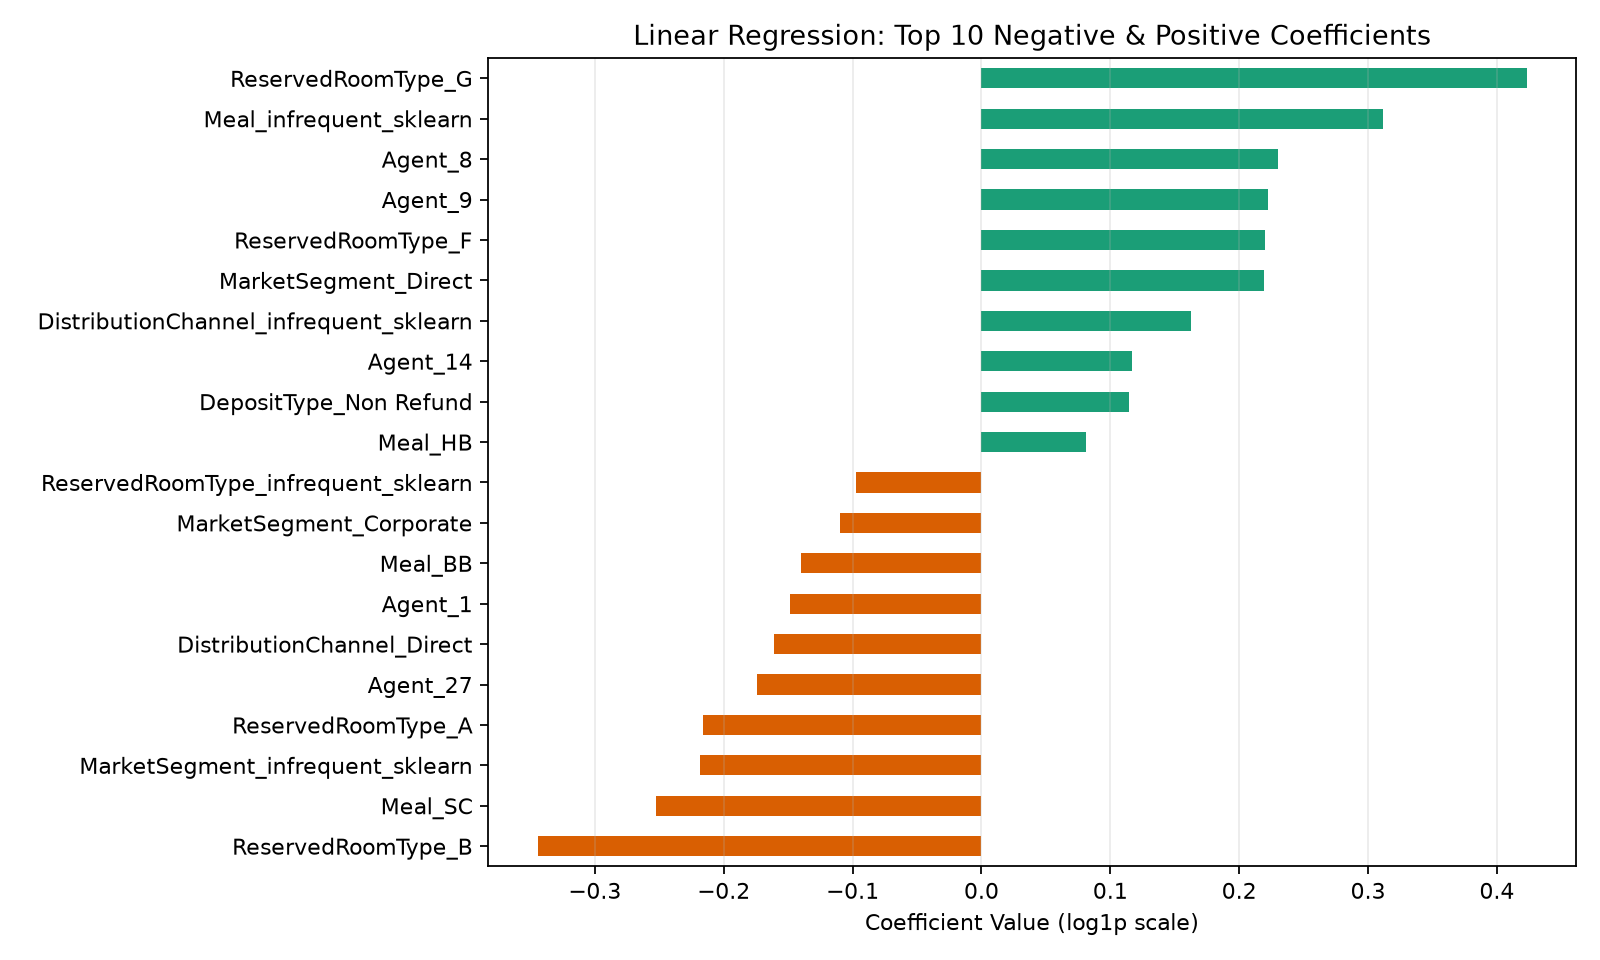 Linear Regression: Top 10 Negative & Positive Coefficients
ReservedRoomType_G
Meal_infrequent_sklearn
Agent_8
Agent_9
ReservedRoomType_F
MarketSegment_Direct
DistributionChannel_infrequent_sklearn
Agent_14
DepositType_Non Refund
Meal_HB
ReservedRoomType_infrequent_sklearn
MarketSegment_Corporate
Meal_BB
Agent_1
DistributionChannel_Direct
Agent_27
ReservedRoomType_A
MarketSegment_infrequent_sklearn
Meal_SC
ReservedRoomType_B
−0.3 −0.2 −0.1 0.0 0.1 0.2 0.3 0.4
Coefficient Value (log1p scale)